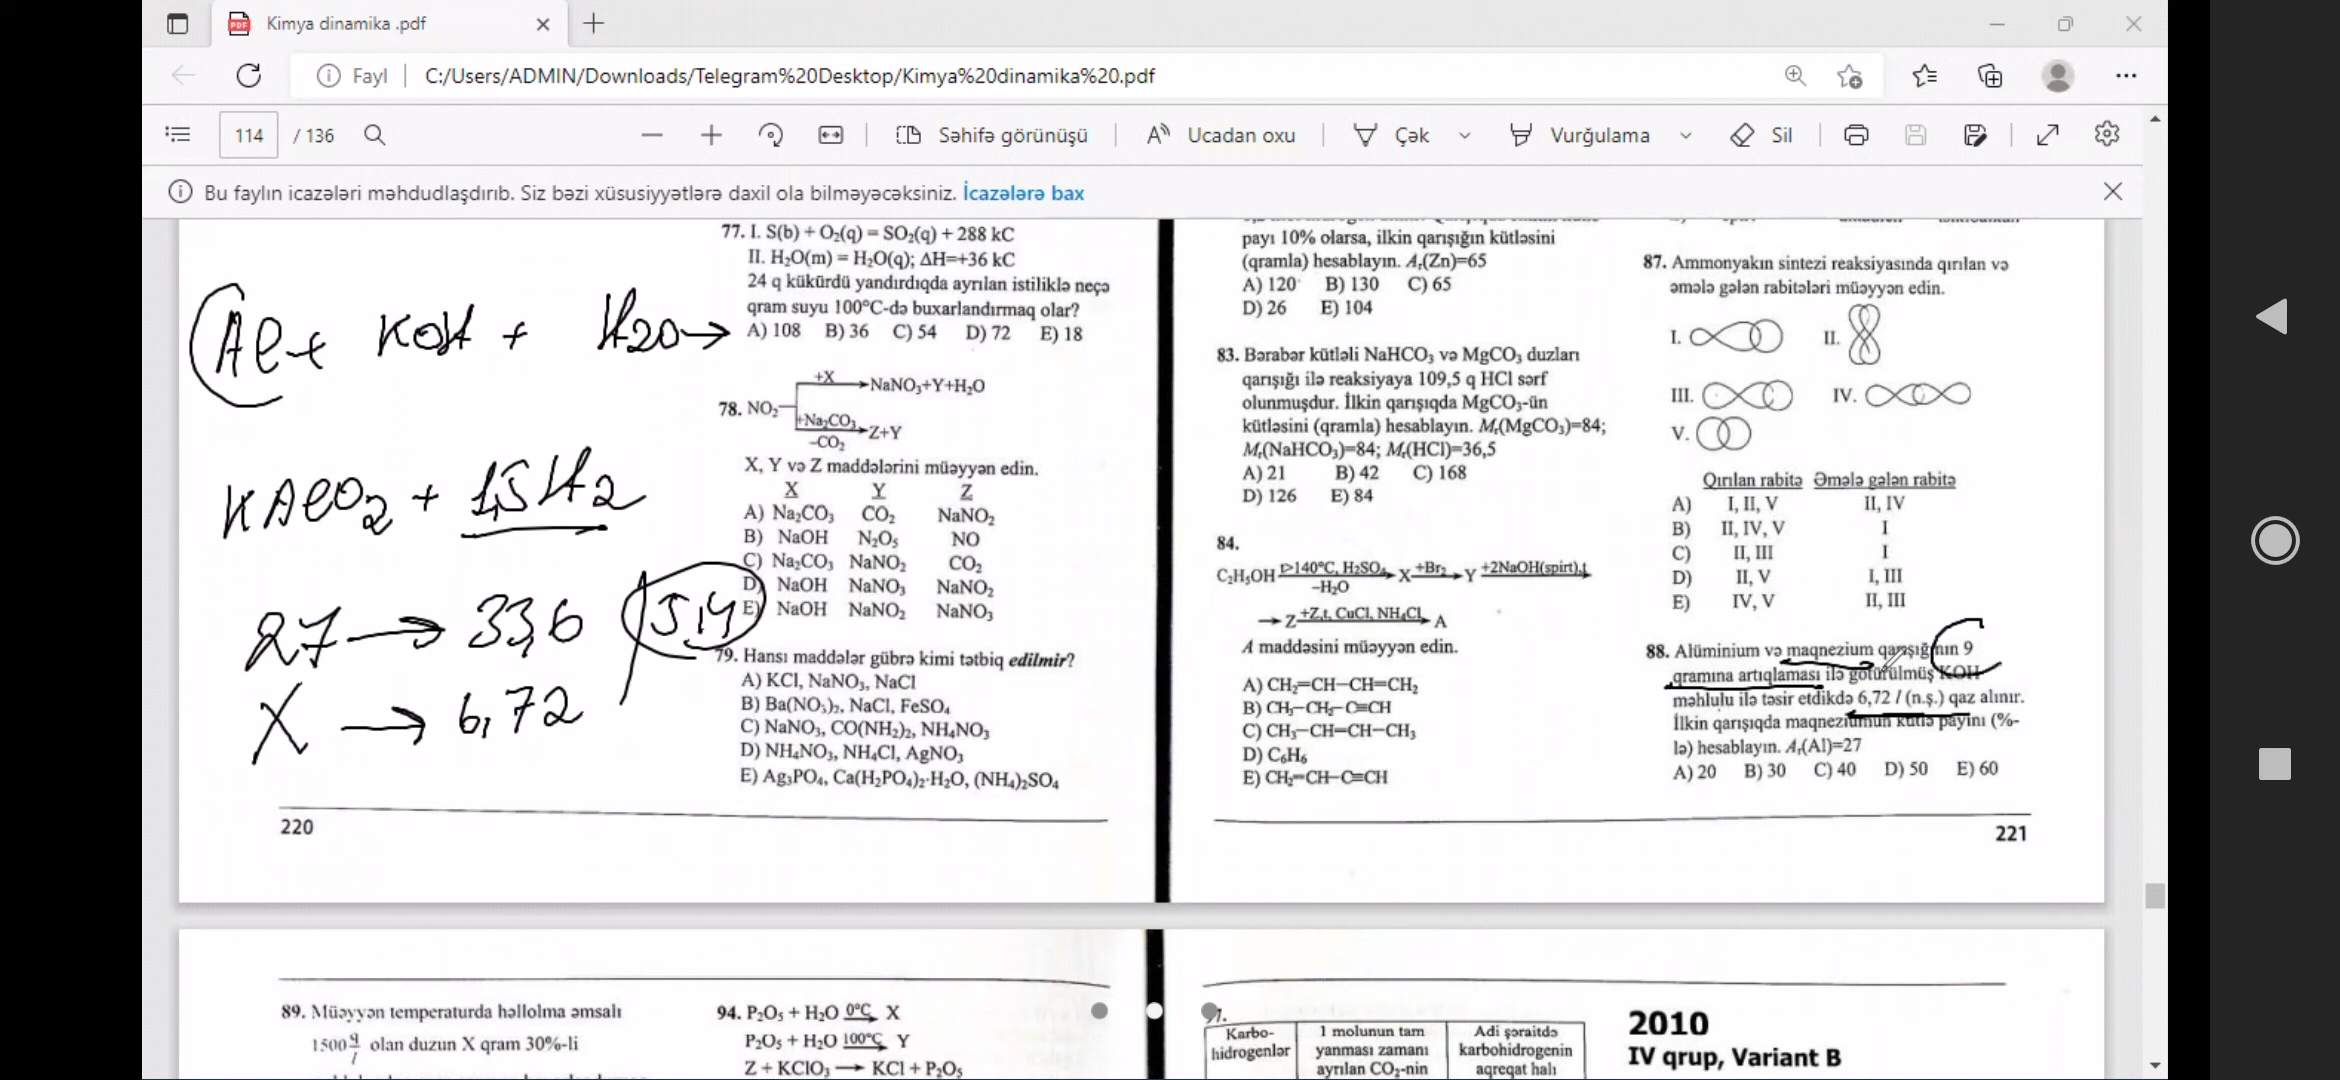 Kimya dinamika .pdf
Fayl
C:/Users/ADMIN/Downloads/Telegram%20Desktop/Kimya%20dinamika%20.pdf
114 / 136
Səhifə görünüşü
Ucadan oxu
Çək
Vurğulama
Sil
Bu faylın icazələri məhdudlaşdırıb. Siz bəzi xüsusiyyətlərə daxil ola bilməyəcəksiniz. İcazələrə bax
Al + KOH + H2O →
KAlO2 + 1,5 H2
27 → 33,6 5,4
X → 6,72
77. I. S(b) + O₂(q) = SO₂(q) + 288 kC
II. H₂O(m) = H₂O(q); ΔH=+36 kC
24 q kükürdü yandırdıqda ayrılan istiliklə neçə
qram suyu 100°C-də buxarlandırmaq olar?
A) 108 B) 36 C) 54 D) 72 E) 18
78. NO₂
+X → NaNO₃+Y+H₂O
+Na₂CO₃ –CO₂ → Z+Y
X, Y və Z maddələrini müəyyən edin.
X Y Z
A) Na₂CO₃ CO₂ NaNO₂
B) NaOH N₂O₅ NO
C) Na₂CO₃ NaNO₂ CO₂
D) NaOH NaNO₃ NaNO₂
E) NaOH NaNO₂ NaNO₃
79. Hansı maddələr gübrə kimi tətbiq edilmir?
A) KCl, NaNO₃, NaCl
B) Ba(NO₃)₂, NaCl, FeSO₄
C) NaNO₃, CO(NH₂)₂, NH₄NO₃
D) NH₄NO₃, NH₄Cl, AgNO₃
E) Ag₃PO₄, Ca(H₂PO₄)₂·H₂O, (NH₄)₂SO₄
220
payı 10% olarsa, ilkin qarışığın kütləsini
(qramla) hesablayın. Aᵣ(Zn)=65
A) 120 B) 130 C) 65
D) 26 E) 104
83. Bərabər kütləli NaHCO₃ və MgCO₃ duzları
qarışığı ilə reaksiyaya 109,5 q HCl sərf
olunmuşdur. İlkin qarışıqda MgCO₃-ün
kütləsini (qramla) hesablayın. Mᵣ(MgCO₃)=84;
Mᵣ(NaHCO₃)=84; Mᵣ(HCl)=36,5
A) 21 B) 42 C) 168
D) 126 E) 84
84.
C₂H₅OH >140°C, H₂SO₄ –H₂O → X +Br₂ → Y +2NaOH(spirt),t →
→ Z +Z,t, CuCl, NH₄Cl → A
A maddəsini müəyyən edin.
A) CH₂=CH–CH=CH₂
B) CH₃–CH₂–C≡CH
C) CH₃–CH=CH–CH₃
D) C₆H₆
E) CH₂=CH–C≡CH
87. Ammonyakın sintezi reaksiyasında qırılan və
əmələ gələn rabitələri müəyyən edin.
I. II.
III. IV.
V.
Qırılan rabitə Əmələ gələn rabitə
A) I, II, V II, IV
B) II, IV, V I
C) II, III I
D) II, V I, III
E) IV, V II, III
88. Alüminium və maqnezium qarışığının 9
qramına artıqlaması ilə götürülmüş KOH
məhlulu ilə təsir etdikdə 6,72 l (n.ş.) qaz alınır.
İlkin qarışıqda maqneziumun kütlə payını (%-
lə) hesablayın. Aᵣ(Al)=27
A) 20 B) 30 C) 40 D) 50 E) 60
221
89. Müəyyən temperaturda həllolma əmsalı
1500 q/l olan duzun X qram 30%-li
94. P₂O₅ + H₂O 0°C → X
P₂O₅ + H₂O 100°C → Y
Z + KClO₃ → KCl + P₂O₅
97.
Karbo-
hidrogenlər
1 molunun tam
yanması zamanı
ayrılan CO₂-nin
Adi şəraitdə
karbohidrogenin
aqreqat halı
2010
IV qrup, Variant B